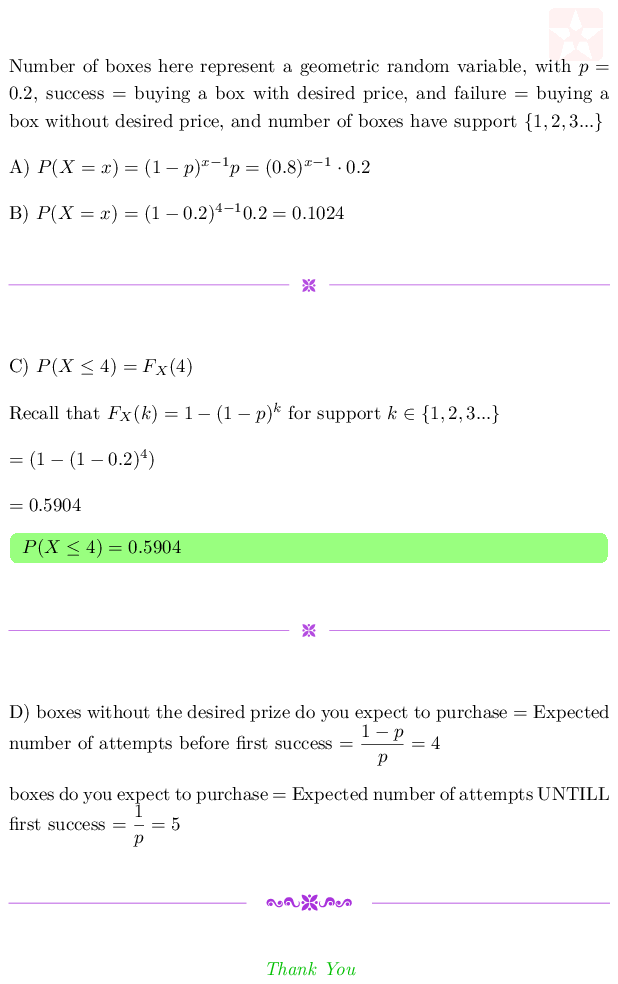 Number of boxes here represent a geometric random variable, with p =
0.2, success = buying a box with desired price, and failure = buying a
box without desired price, and number of boxes have support {1, 2, 3...}
A) P(X = x) = (1 − p)^{x−1}p = (0.8)^{x−1} · 0.2
B) P(X = x) = (1 − 0.2)^{4−1}0.2 = 0.1024
C) P(X ≤ 4) = F_X(4)
Recall that F_X(k) = 1 − (1 − p)^k for support k ∈ {1, 2, 3...}
= (1 − (1 − 0.2)^4)
= 0.5904
P(X ≤ 4) = 0.5904
D) boxes without the desired prize do you expect to purchase = Expected
number of attempts before first success = \frac{1 − p}{p} = 4
boxes do you expect to purchase = Expected number of attempts UNTILL
first success = \frac{1}{p} = 5
Thank You